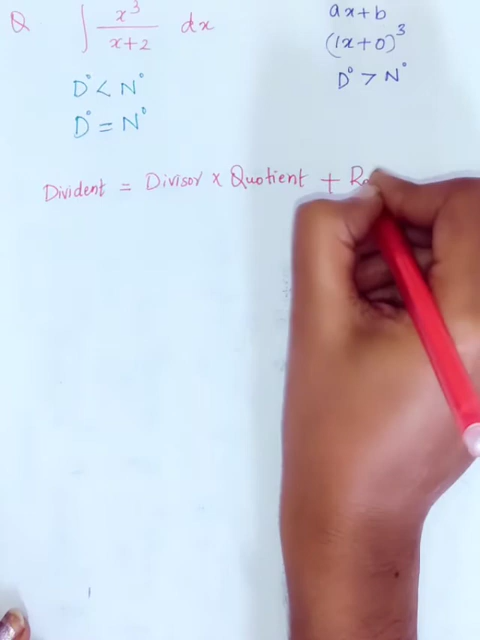 Q ∫ x³/(x+2) dx
ax+b
(1x+0)³
D° < N°
D° > N°
D° = N°
Divident = Divisor x Quotient +